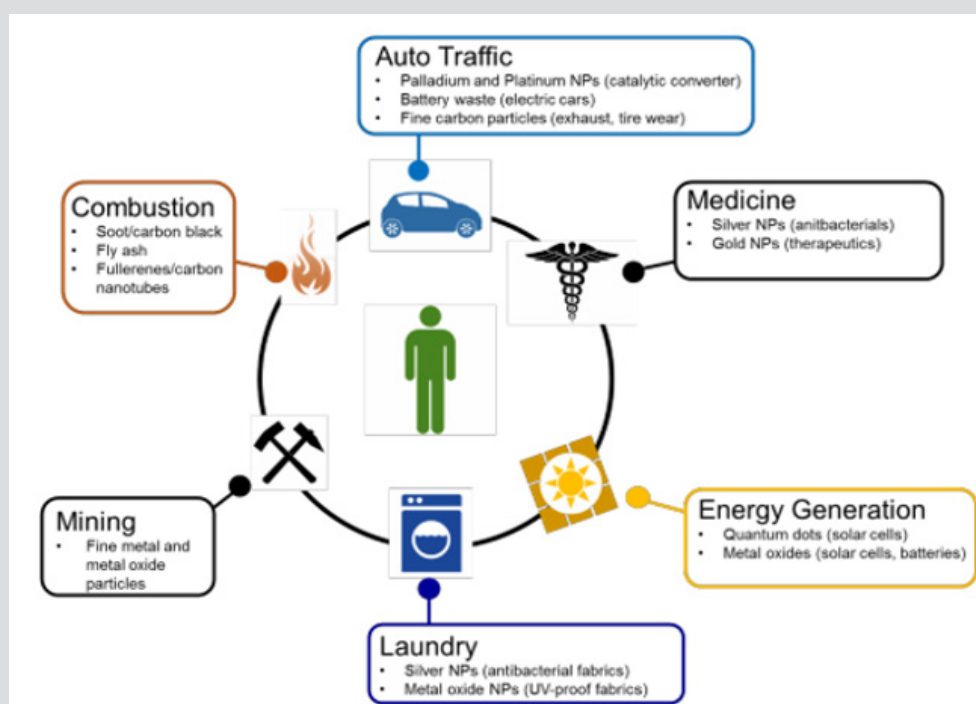 Auto Traffic
• Palladium and Platinum NPs (catalytic converter)
• Battery waste (electric cars)
• Fine carbon particles (exhaust, tire wear)
Combustion
• Soot/carbon black
• Fly ash
• Fullerenes/carbon
nanotubes
Medicine
• Silver NPs (anitbacterials)
• Gold NPs (therapeutics)
Mining
• Fine metal and
metal oxide
particles
Energy Generation
• Quantum dots (solar cells)
• Metal oxides (solar cells, batteries)
Laundry
• Silver NPs (antibacterial fabrics)
• Metal oxide NPs (UV-proof fabrics)